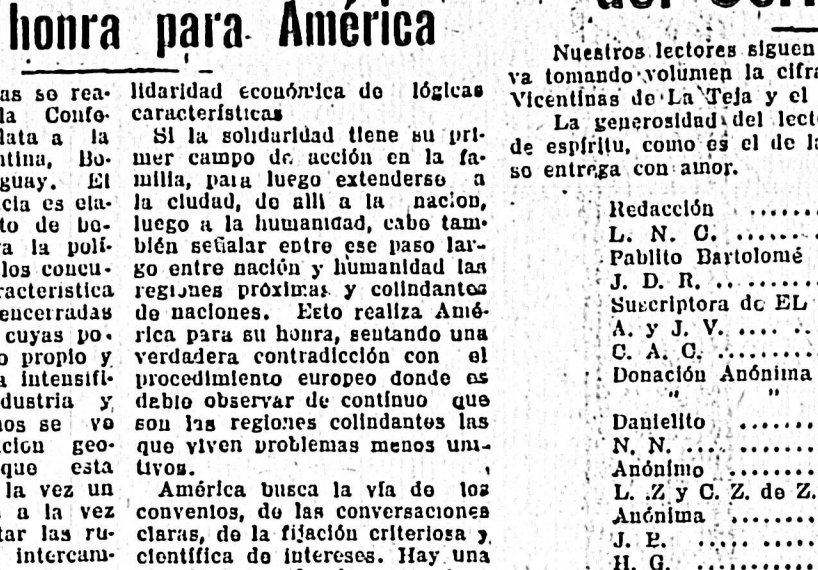 honra para América
as se rea-
la Confe-
lata a la
ntina, Bo-
guay. El
cia es ela-
to de bo-
a la polí-
los concu-
racteristica
encerradas
cuyas po-
o propio y
a intensifi-
dustria y
nos se ve
acion geo-
que esta
la vez un
a la vez
tar las ru-
intercam-
lidaridad económica de lógicas
características
Si la solidaridad tiene su pri-
mer campo de acción en la fa-
milia, para luego extenderse a
la ciudad, de alli a la nacion,
luego a la humanidad, cabe tam-
bién señalar entre ese paso lar-
go entre nación y humanidad las
regiones próximas y colindantes
de naciones. Esto realiza Amé-
rica para su honra, sentando una
verdadera contradicción con el
procedimiento europeo donde es
dable observar de continuo que
son las regiones colindantes las
que viven problemas menos uni-
tivos.
América busca la vía de los
convenios, de las conversaciones
claras, de la fijación criteriosa y
científica de intereses. Hay una
Nuestros lectores siguen
va tomando volumen la cifra
Vicentinas de La Teja y el
La generosidad del lect
de espíritu, como es el de la
se entrega con amor.
Redacción .......
L. N. C. ........
Pablito Bartolomé
J. D. R. .........
Suscriptora de EL
A. y J. V. .... ..
C. A. C. .........
Donación Anónima
" "
Danielito .......
N. N. ...........
Anónimo ........
L. Z y C. Z. de Z.
Anónima ........
J. E. ..... ......
H. G. ...........